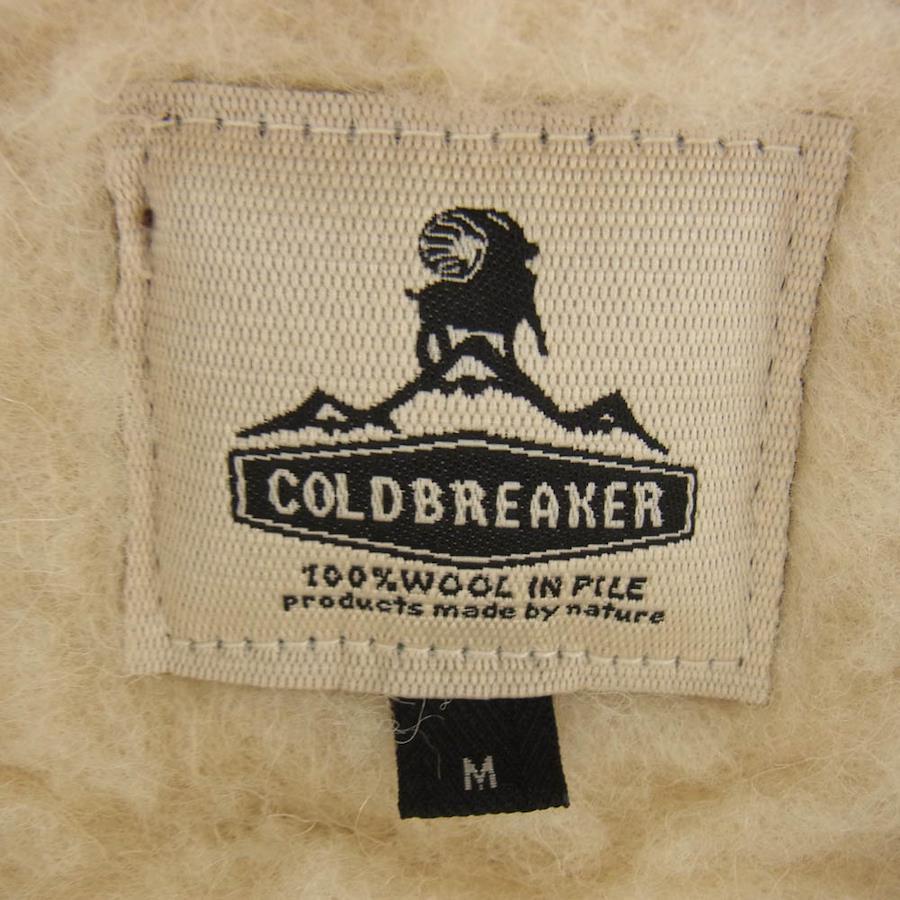 COLDBREAKER
100%WOOL IN PILE
products made by nature
M